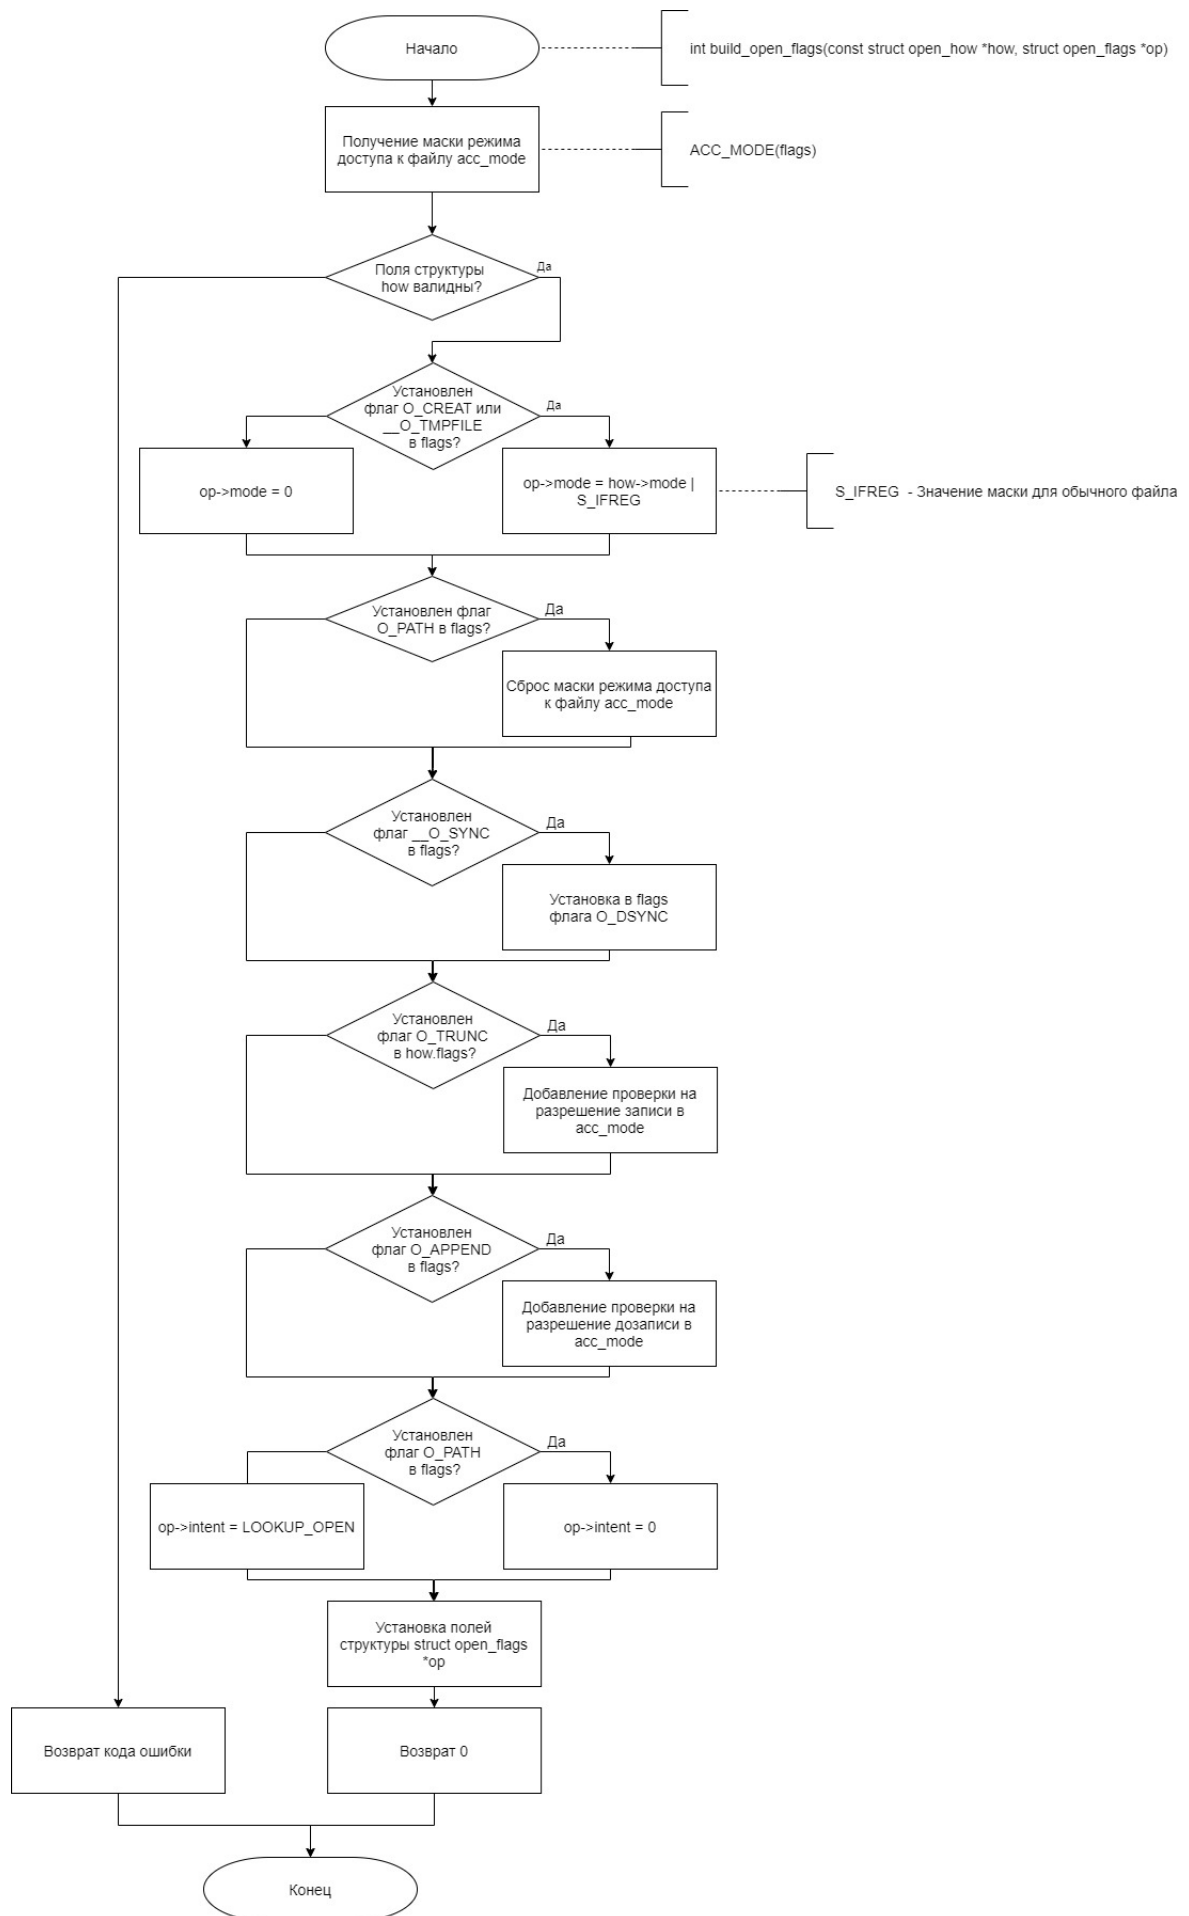 Начало
int build_open_flags(const struct open_how *how, struct open_flags *op)
Получение маски режима
доступа к файлу acc_mode
ACC_MODE(flags)
Поля структуры
how валидны?
Да
Установлен
флаг O_CREAT или
__O_TMPFILE
в flags?
Да
op->mode = 0
op->mode = how->mode |
S_IFREG
S_IFREG - Значение маски для обычного файла
Установлен флаг
O_PATH в flags?
Да
Сброс маски режима доступа
к файлу acc_mode
Установлен
флаг __O_SYNC
в flags?
Да
Установка в flags
флага O_DSYNC
Установлен
флаг O_TRUNC
в how.flags?
Да
Добавление проверки на
разрешение записи в
acc_mode
Установлен
флаг O_APPEND
в flags?
Да
Добавление проверки на
разрешение дозаписи в
acc_mode
Установлен
флаг O_PATH
в flags?
Да
op->intent = LOOKUP_OPEN
op->intent = 0
Установка полей
структуры struct open_flags
*op
Возврат кода ошибки
Возврат 0
Конец